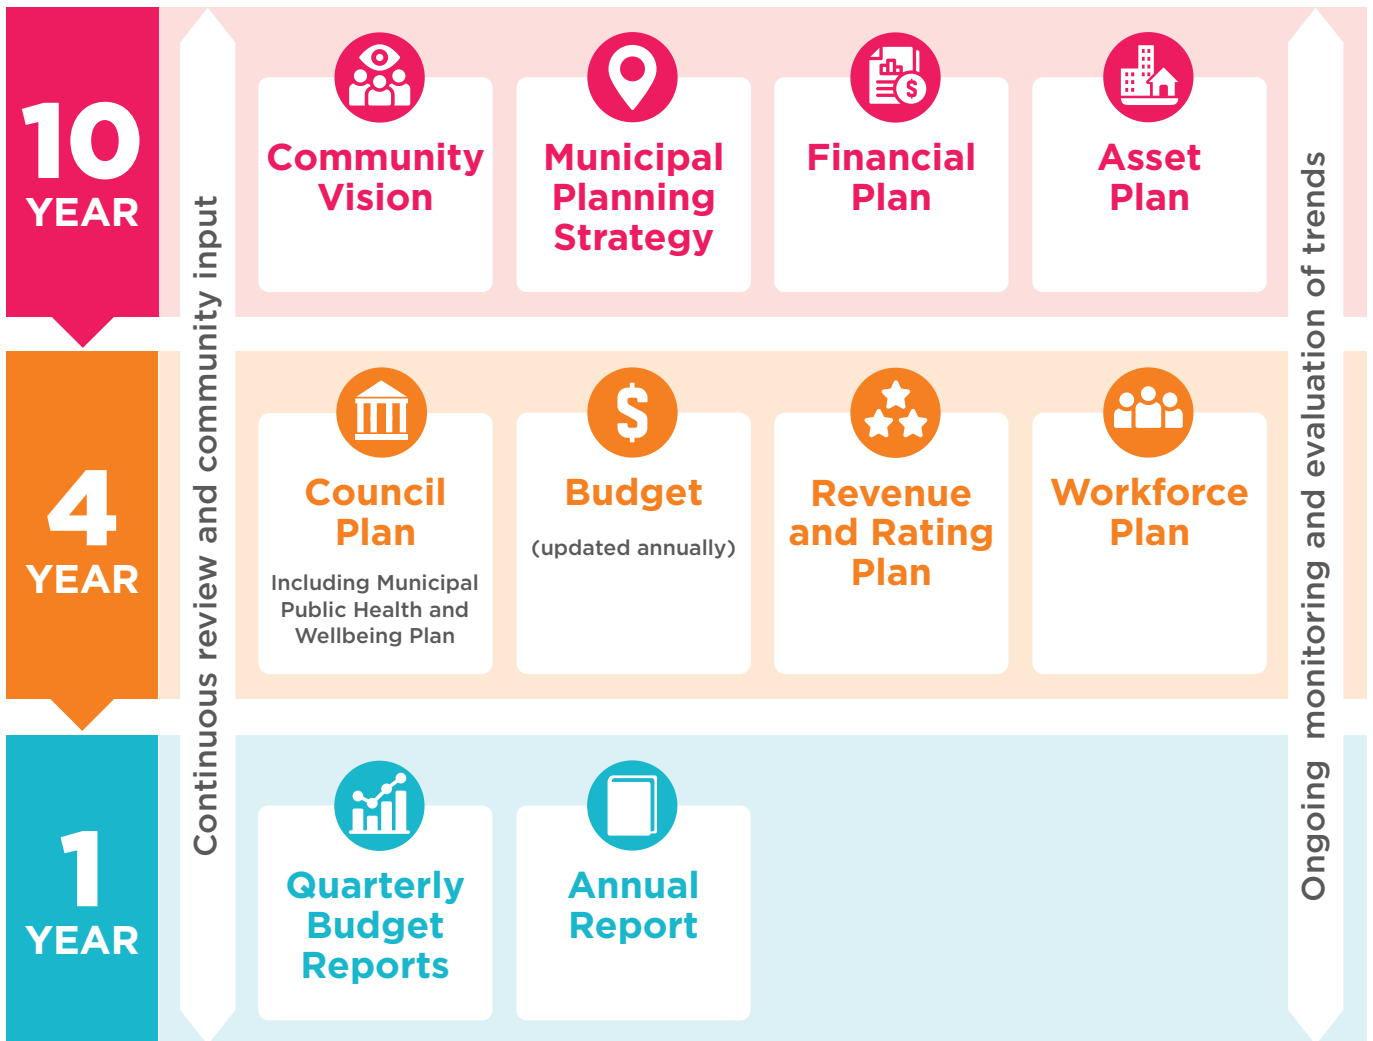 10
YEAR
Continuous review and community input
Community
Vision
Municipal
Planning
Strategy
Financial
Plan
Asset
Plan
Ongoing monitoring and evaluation of trends
4
YEAR
Council
Plan
Including Municipal
Public Health and
Wellbeing Plan
$
Budget
(updated annually)
Revenue
and Rating
Plan
Workforce
Plan
1
YEAR
Quarterly
Budget
Reports
Annual
Report